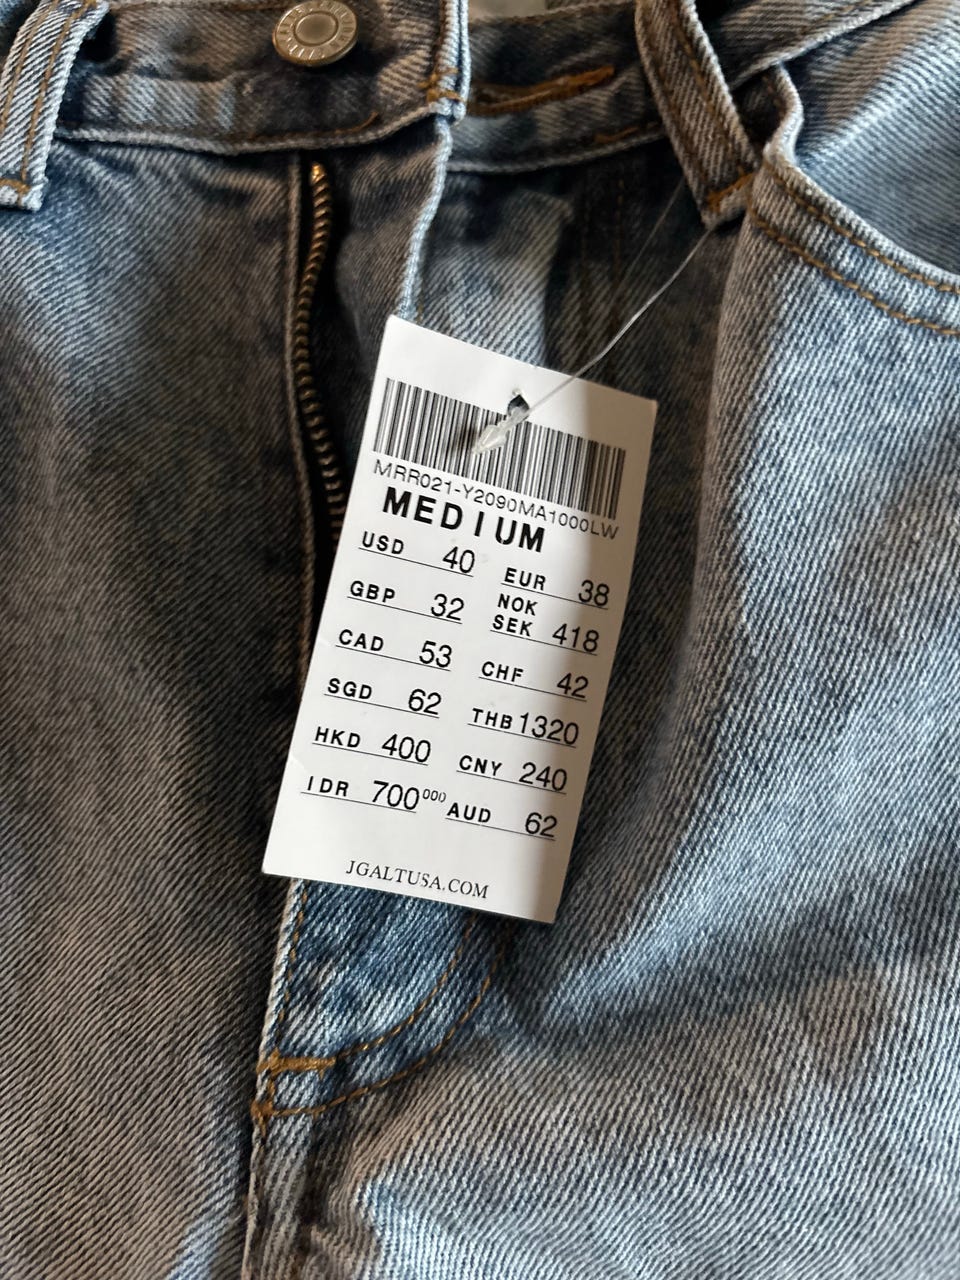 MRR021-Y2090MA1000LW
MEDIUM
USD 40 EUR 38
GBP 32 NOK SEK 418
CAD 53 CHF 42
SGD 62 THB 1320
HKD 400 CNY 240
IDR 700000 AUD 62
JGALTUSA.COM